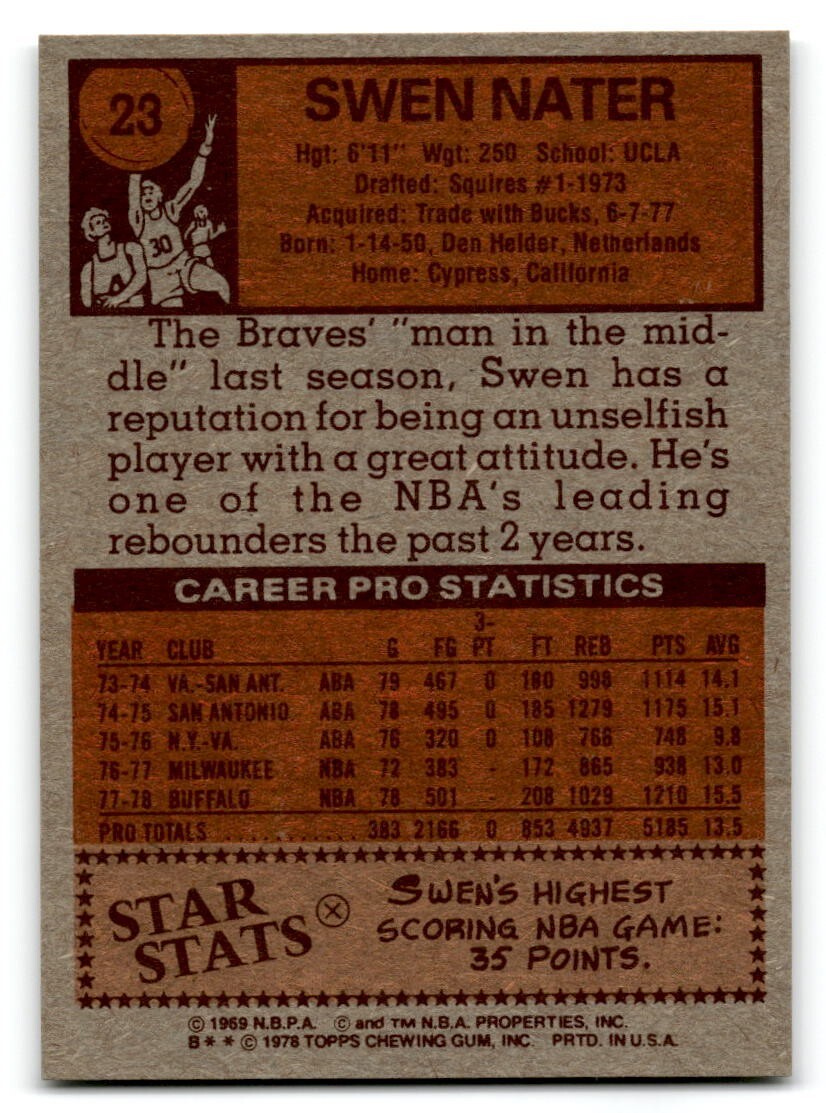 23
30
SWEN NATER
Hgt: 6'11" Wgt: 250 School: UCLA
Drafted: Squires #1-1973
Acquired: Trade with Bucks, 6-7-77
Born: 1-14-50, Den Helder, Netherlands
Home: Cypress, California
The Braves' "man in the mid-
dle" last season, Swen has a
reputation for being an unselfish
player with a great attitude. He's
one of the NBA's leading
rebounders the past 2 years.
CAREER PRO STATISTICS
YEAR CLUB G FG 3-PT FT REB PTS AVG
73-74 VA.-SAN ANT. ABA 79 467 0 180 998 1114 14.1
74-75 SAN ANTONIO ABA 78 495 0 185 1279 1175 15.1
75-76 N.Y.-VA. ABA 76 320 0 108 766 748 9.8
76-77 MILWAUKEE NBA 72 383 - 172 865 938 13.0
77-78 BUFFALO NBA 78 501 - 208 1029 1210 15.5
PRO TOTALS ........... 383 2166 0 853 4937 5185 13.5
STAR
STATS
SWEN'S HIGHEST
SCORING NBA GAME:
35 POINTS.
© 1969 N.B.P.A. © and TM N.B.A. PROPERTIES, INC.
B * * © 1978 TOPPS CHEWING GUM, INC. PRTD. IN U.S.A.